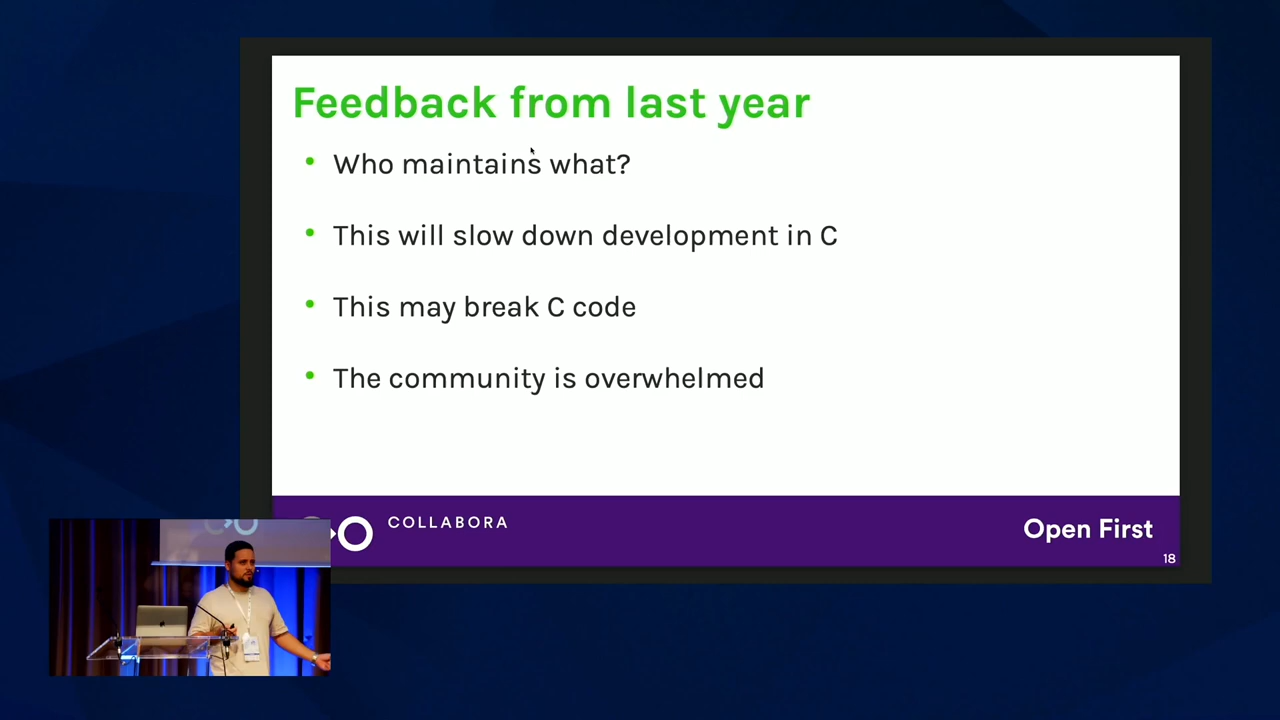 Feedback from last year
Who maintains what?
This will slow down development in C
This may break C code
The community is overwhelmed
COLLABORA
Open First
18